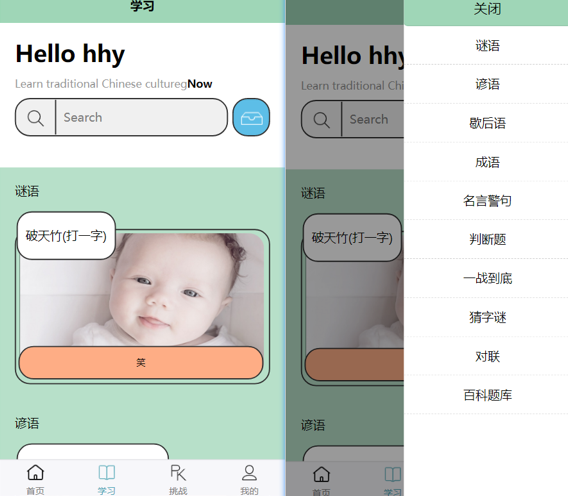 学习
Hello hhy
Learn traditional Chinese culturegNow
Search
谜语
破天竹(打一字)
笑
谚语
首页
学习
挑战
我的
Hello hhy
Learn traditional Chi
Search
谜语
破天竹(打一字)
谚语
首页
学习
关闭
谜语
谚语
歇后语
成语
名言警句
判断题
一战到底
猜字谜
对联
百科题库